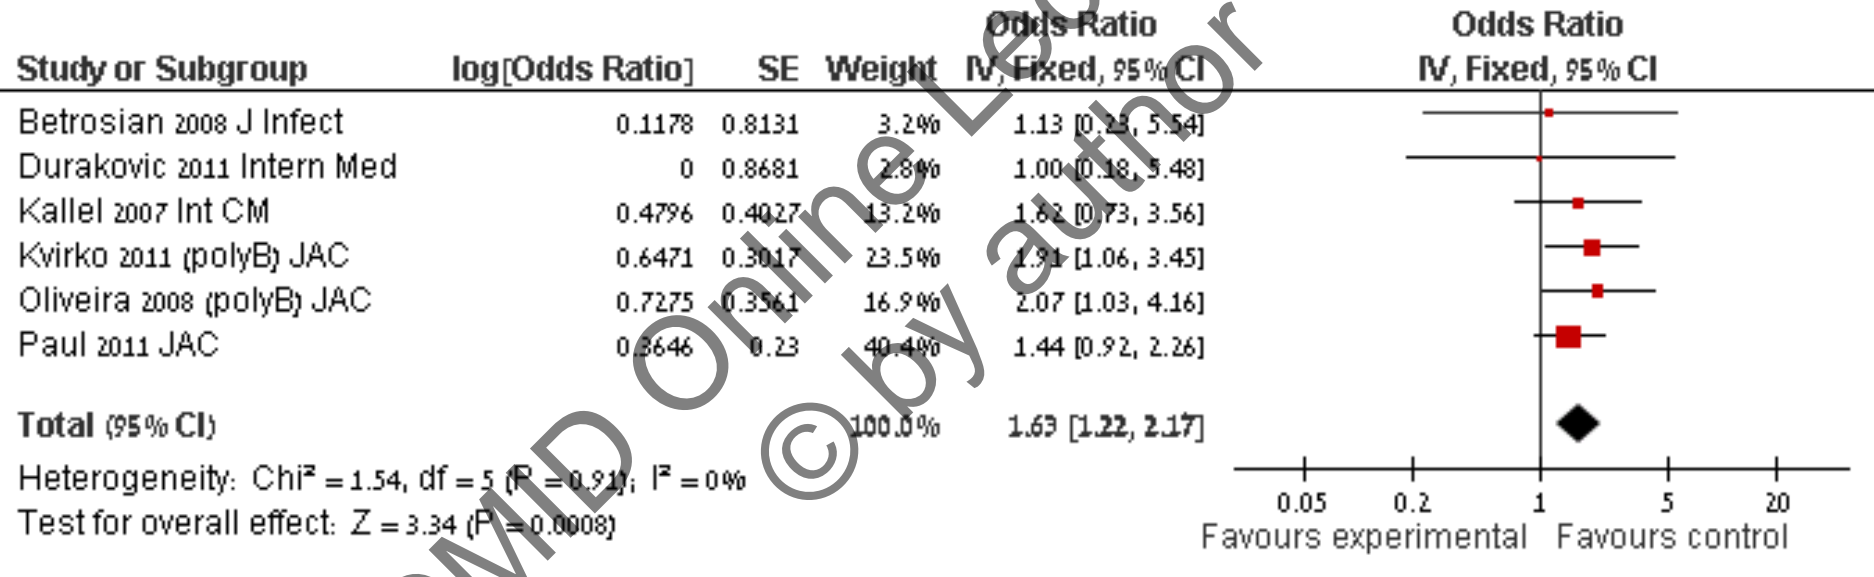 Odds Ratio Odds Ratio
Study or Subgroup log[Odds Ratio] SE Weight IV, Fixed, 95% CI IV, Fixed, 95% CI
Betrosian 2008 J Infect 0.1178 0.8131 3.2% 1.13 [0.23, 5.54]
Durakovic 2011 Intern Med 0 0.8681 2.8% 1.00 [0.18, 5.48]
Kallel 2007 Int CM 0.4796 0.4027 13.2% 1.62 [0.73, 3.56]
Kvirko 2011 (polyB) JAC 0.6471 0.3017 23.5% 1.91 [1.06, 3.45]
Oliveira 2008 (polyB) JAC 0.7275 0.3561 16.9% 2.07 [1.03, 4.16]
Paul 2011 JAC 0.3646 0.23 40.4% 1.44 [0.92, 2.26]
Total (95% CI) 100.0% 1.63 [1.22, 2.17]
Heterogeneity: Chi² = 1.54, df = 5 (P = 0.91); I² = 0%
Test for overall effect: Z = 3.34 (P = 0.0008)
0.05 0.2 1 5 20
Favours experimental Favours control
MID Online Lec
© by author